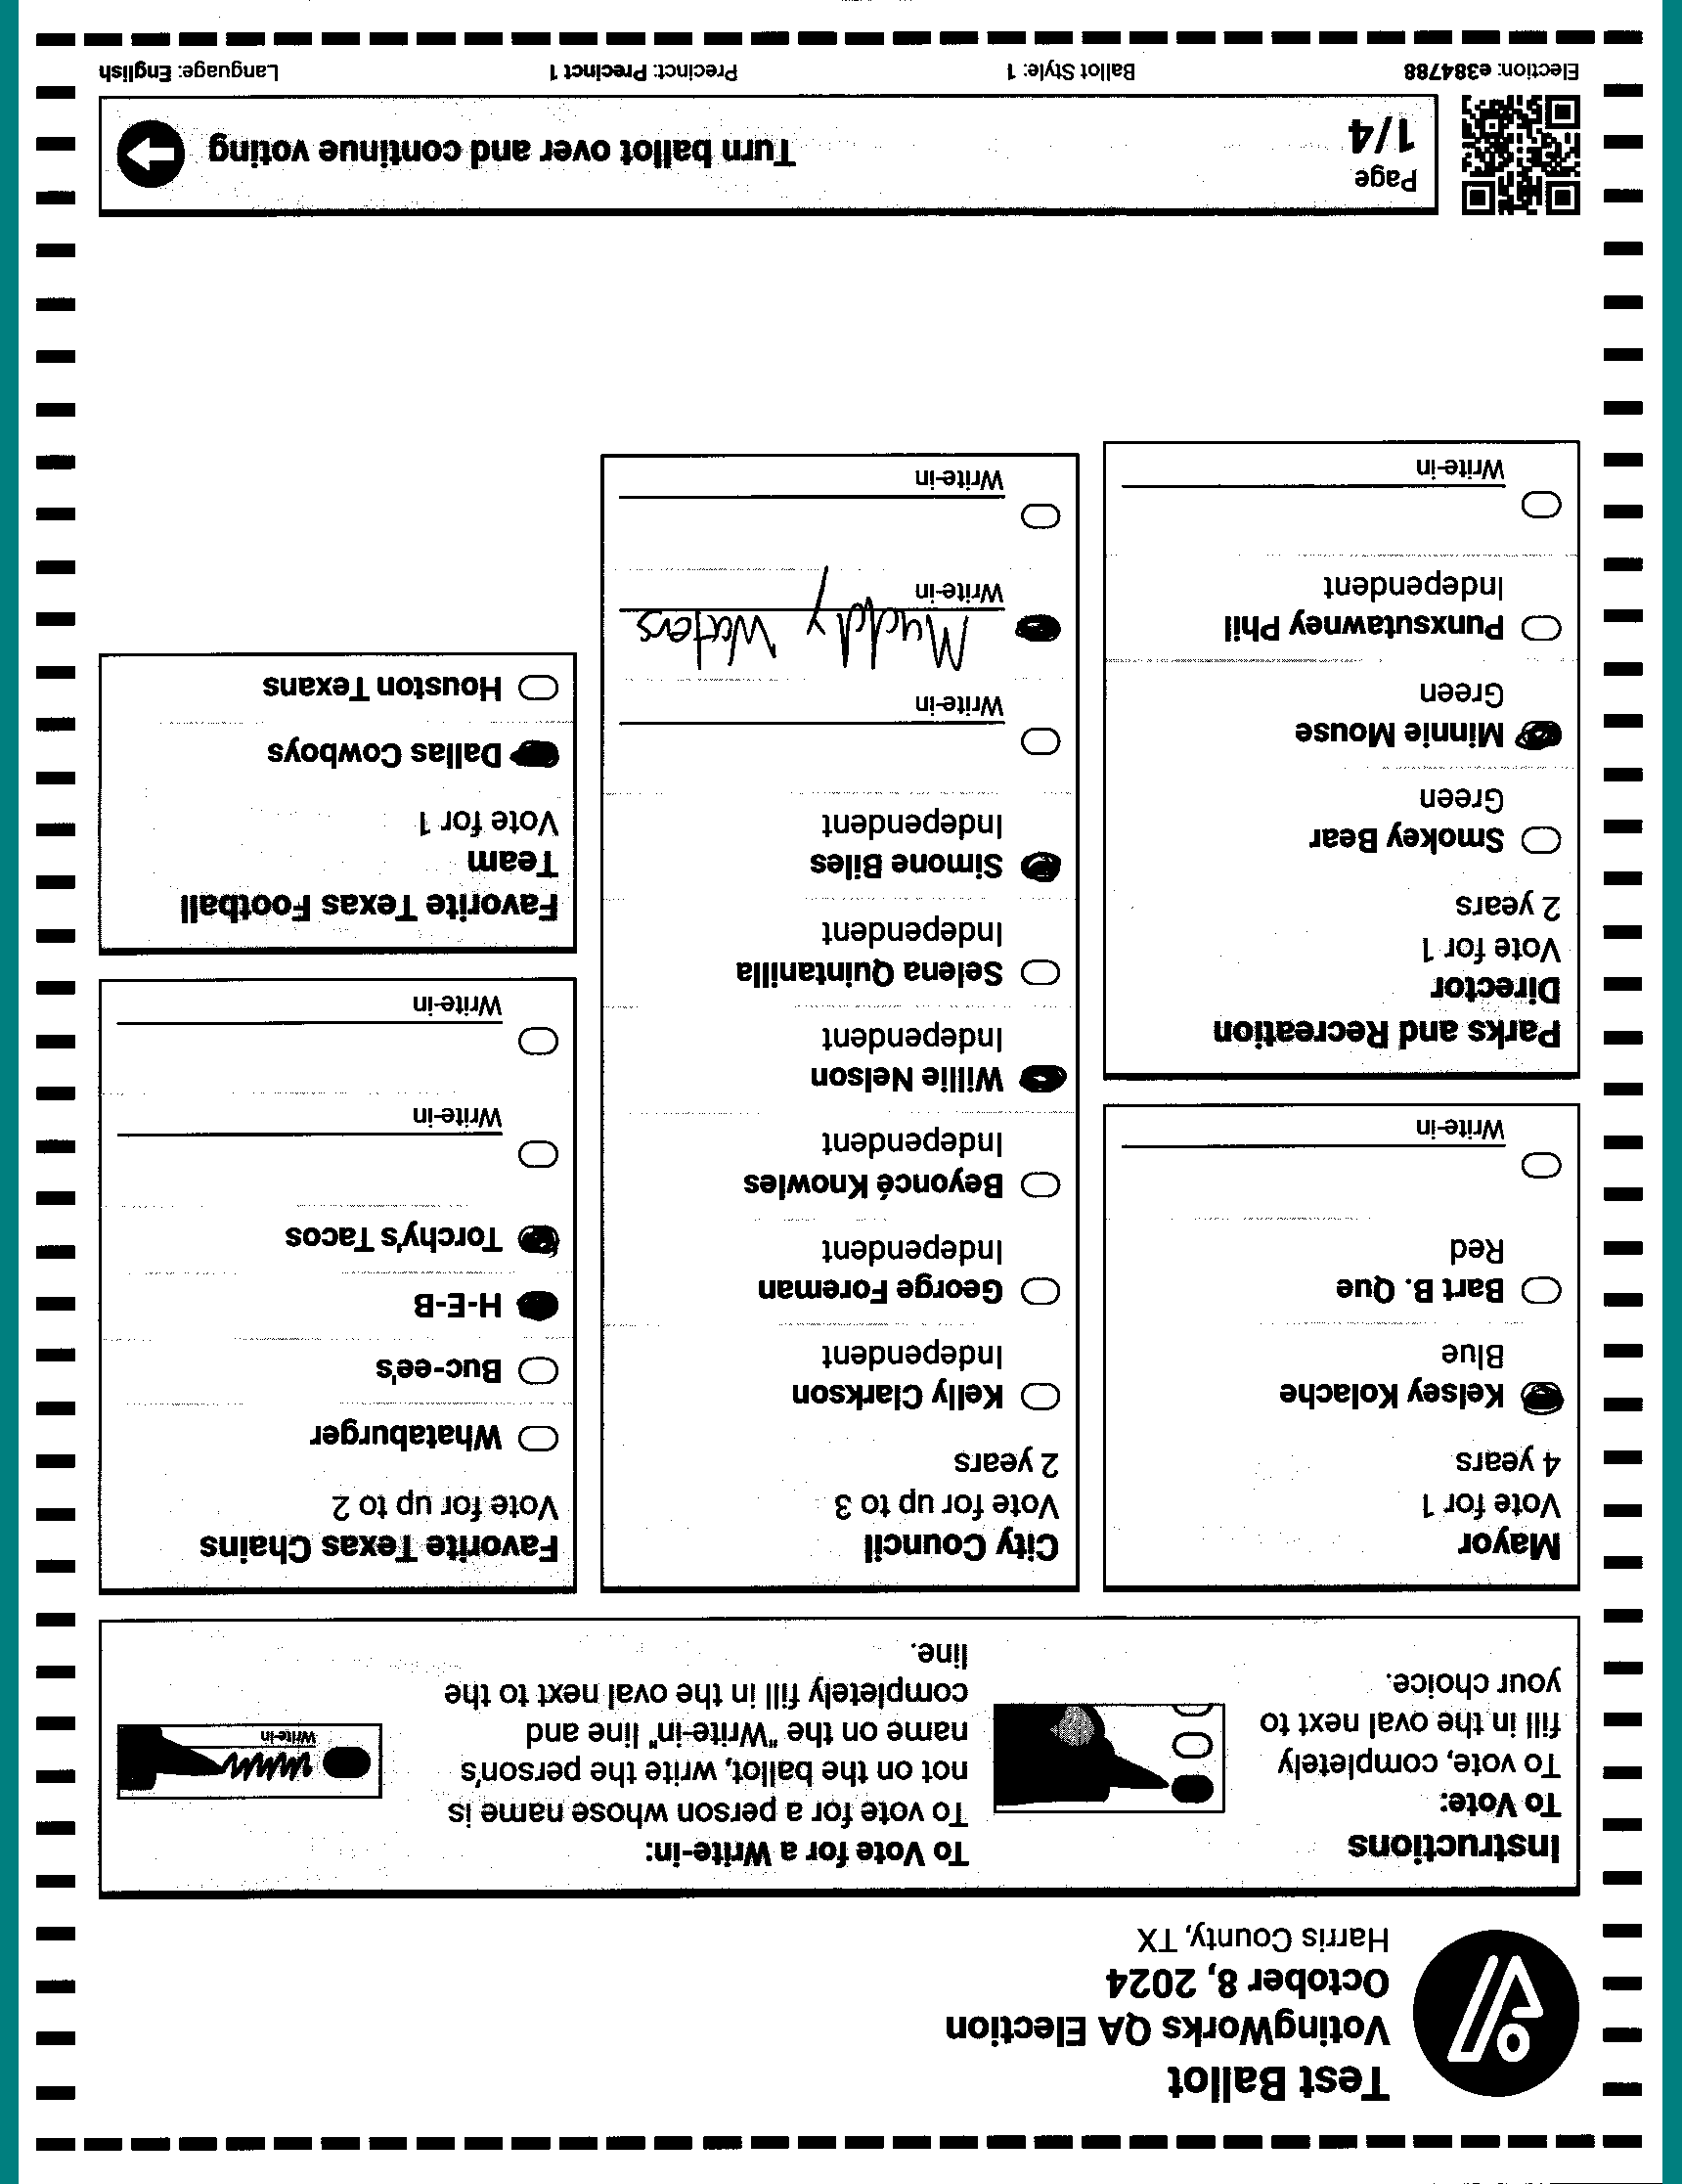 Test Ballot
VotingWorks QA Election
October 8, 2024
Harris County, TX
Instructions
To Vote:
To vote, completely
fill in the oval next to
your choice.
To Vote for a Write-in:
To vote for a person whose name is
not on the ballot, write the person's
name on the "Write-in" line and
completely fill in the oval next to the
line.
Write-in
Mayor
Vote for 1
4 years
Kelsey Kolache
Blue
Bart B. Que
Red
Write-in
Parks and Recreation
Director
Vote for 1
2 years
Smokey Bear
Green
Minnie Mouse
Green
Punxsutawney Phil
Independent
Write-in
City Council
Vote for up to 3
2 years
Kelly Clarkson
Independent
George Foreman
Independent
Beyoncé Knowles
Independent
Willie Nelson
Independent
Selena Quintanilla
Independent
Simone Biles
Independent
Write-in
Muddy Waters
Write-in
Write-in
Favorite Texas Chains
Vote for up to 2
Whataburger
Buc-ee's
H-E-B
Torchy's Tacos
Write-in
Write-in
Favorite Texas Football
Team
Vote for 1
Dallas Cowboys
Houston Texans
Page
1/4
Turn ballot over and continue voting
Election: e384788
Ballot Style: 1
Precinct: Precinct 1
Language: English